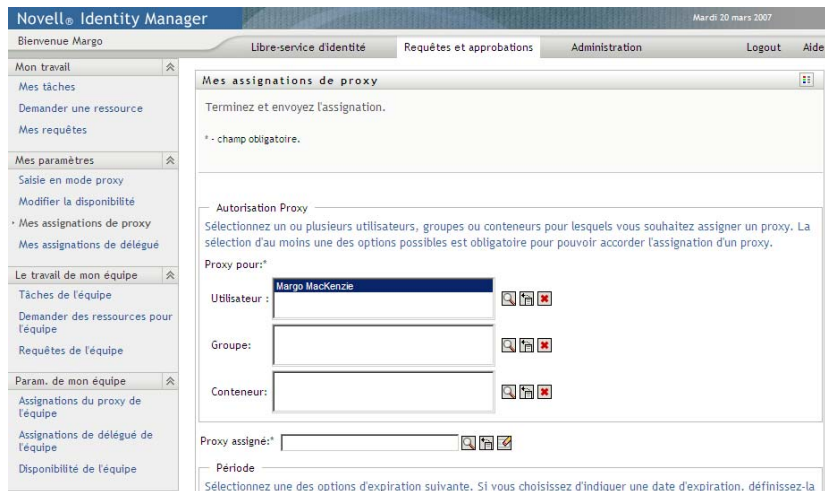 Novell® Identity Manager
Mardi 20 mars 2007
Bienvenue Margo
Libre-service d'identité
Requêtes et approbations
Administration
Logout
Aide
Mon travail
Mes tâches
Demander une ressource
Mes requêtes
Mes paramètres
Saisie en mode proxy
Modifier la disponibilité
Mes assignations de proxy
Mes assignations de délégué
Le travail de mon équipe
Tâches de l'équipe
Demander des ressources pour
l'équipe
Requêtes de l'équipe
Param. de mon équipe
Assignations du proxy de
l'équipe
Assignations de délégué de
l'équipe
Disponibilité de l'équipe
Mes assignations de proxy
Terminez et envoyez l'assignation.
* - champ obligatoire.
Autorisation Proxy
Sélectionnez un ou plusieurs utilisateurs, groupes ou conteneurs pour lesquels vous souhaitez assigner un proxy. La
sélection d'au moins une des options possibles est obligatoire pour pouvoir accorder l'assignation d'un proxy.
Proxy pour:*
Utilisateur :
Margo MacKenzie
Groupe:
Conteneur:
Proxy assigné:*
Période
Sélectionnez une des options d'expiration suivante. Si vous choisissez d'indiquer une date d'expiration, définissez-la